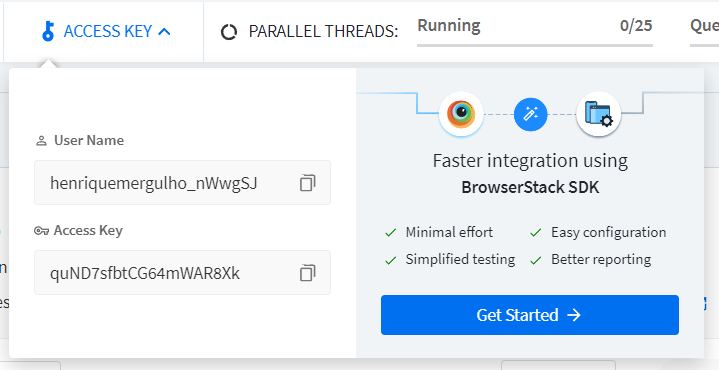 ACCESS KEY
PARALLEL THREADS:
Running
0/25
Que
User Name
henriquemergulho_nWwgSJ
Access Key
quND7sfbtCG64mWAR8Xk
Faster integration using
BrowserStack SDK
Minimal effort
Easy configuration
Simplified testing
Better reporting
Get Started